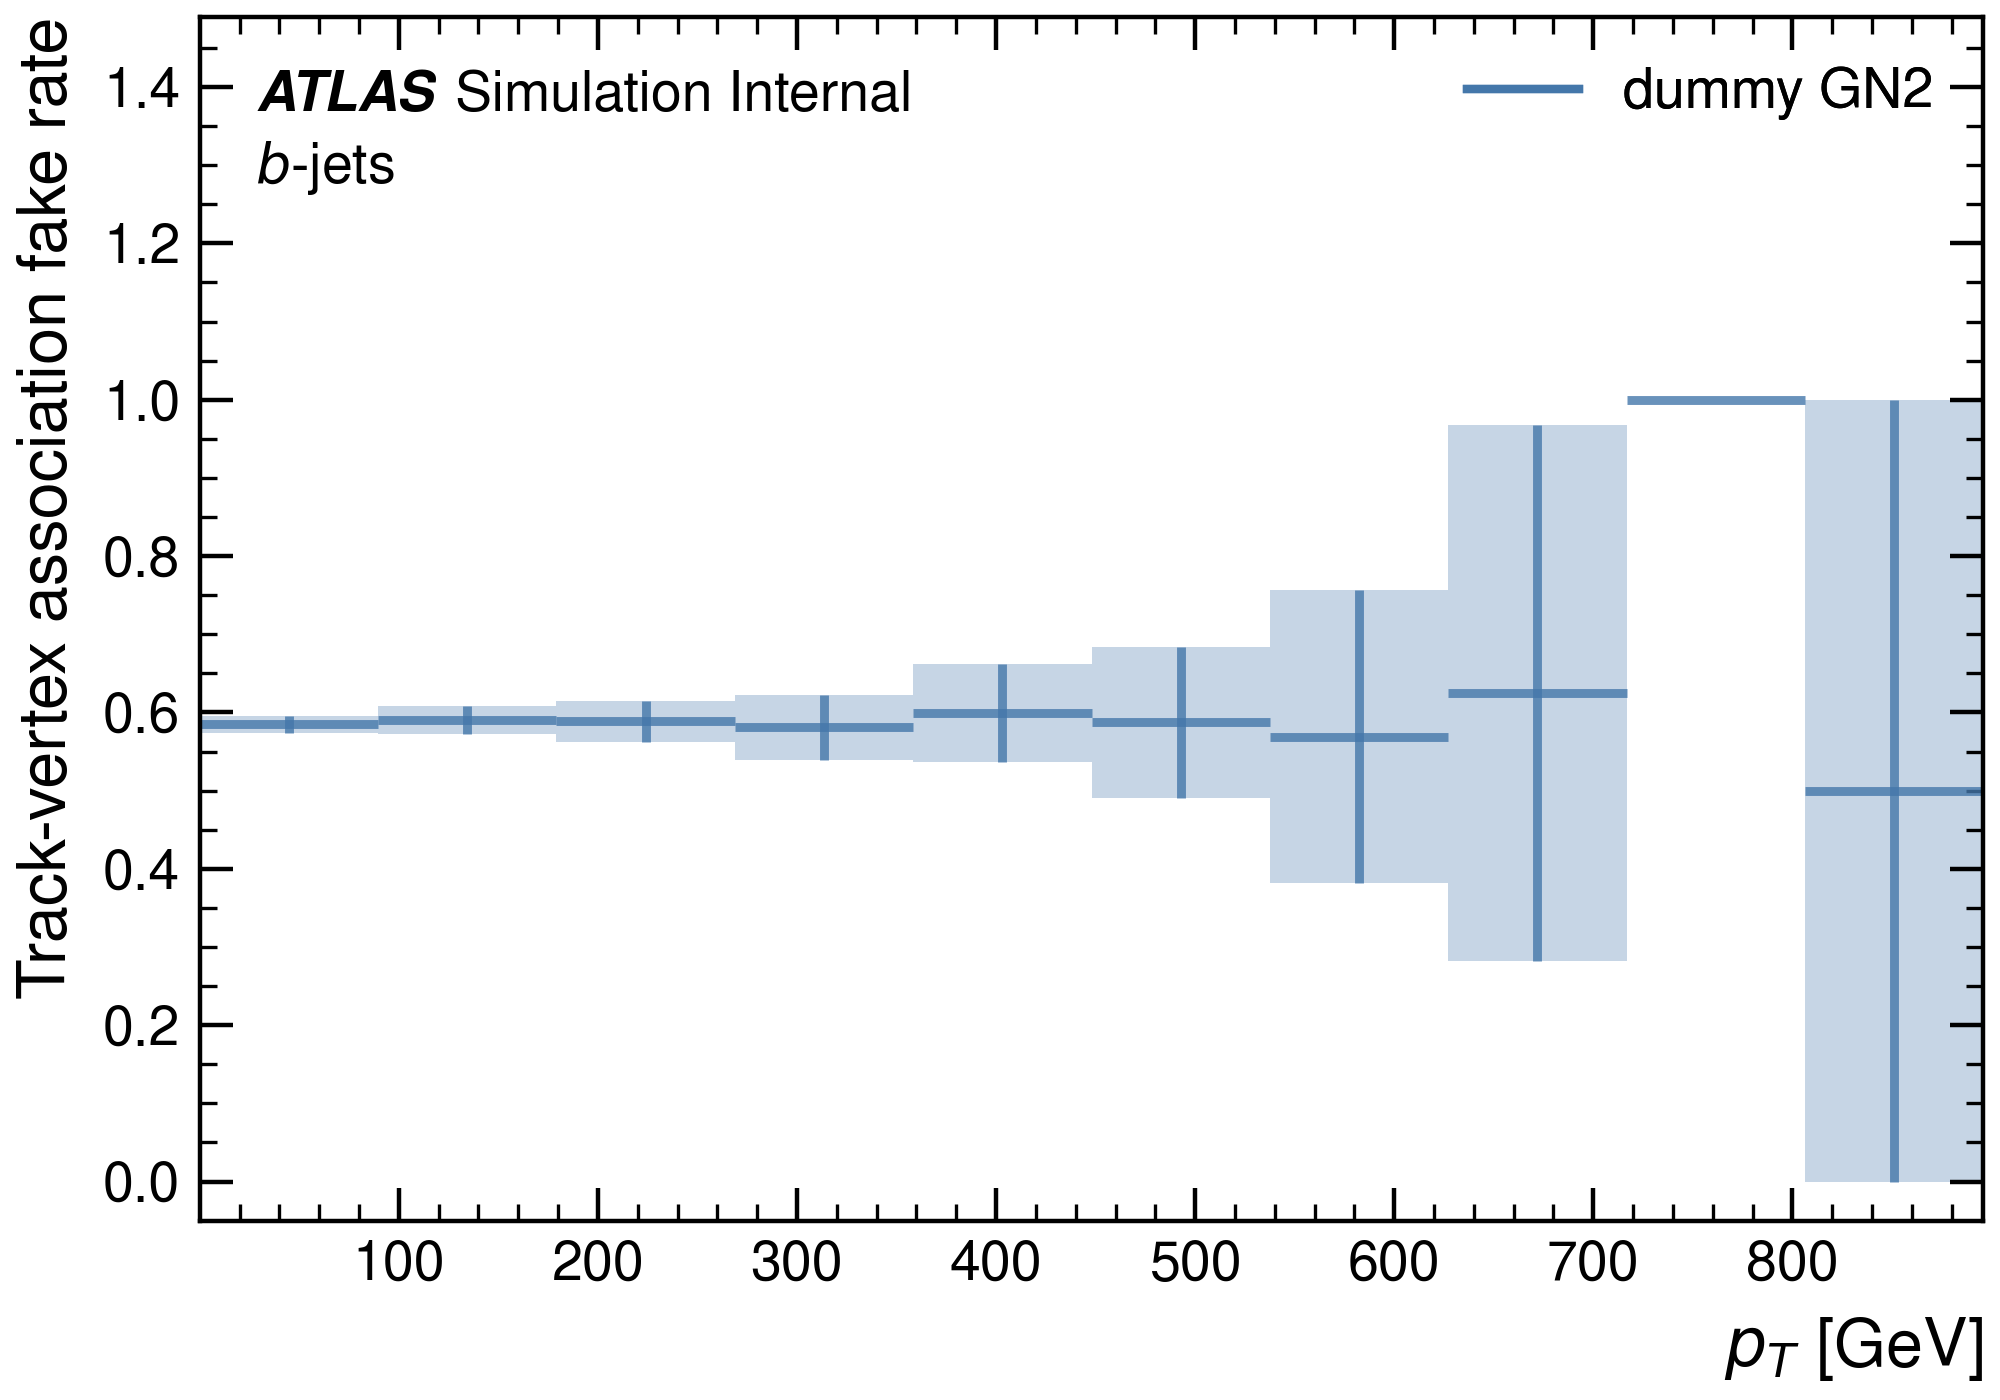 Track-vertex association fake rate
ATLAS Simulation Internal
b-jets
dummy GN2
1.4
1.2
1.0
0.8
0.6
0.4
0.2
0.0
100 200 300 400 500 600 700 800
pT [GeV]